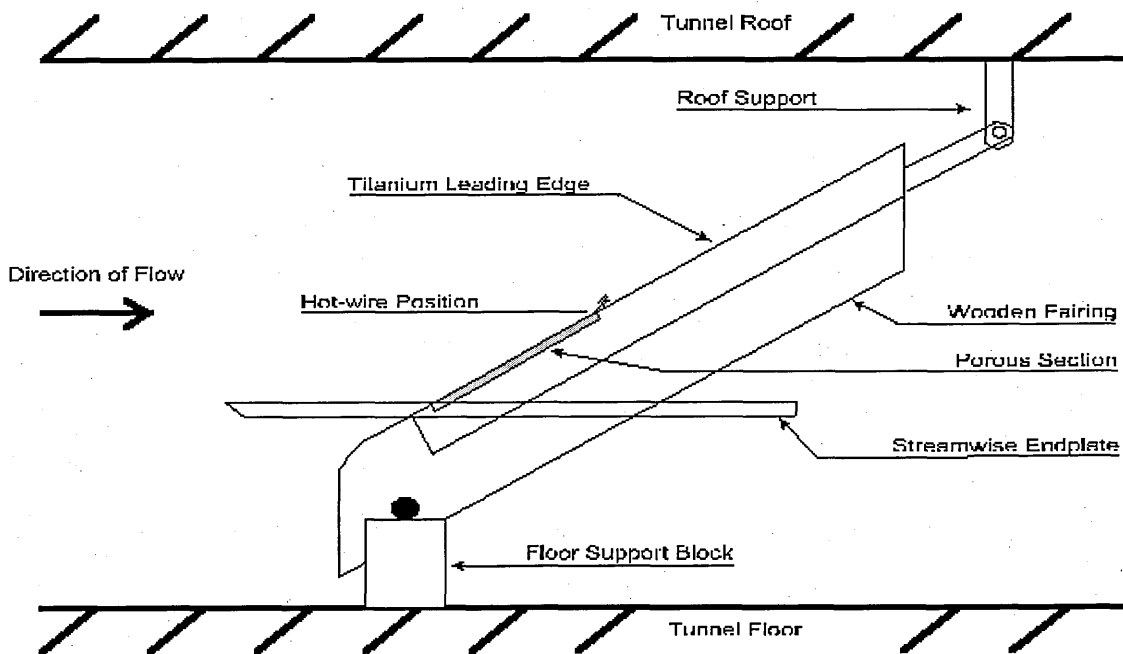 Tunnel Roof
Roof Support
Tilanium Leading Edge
Direction of Flow
Hot-wire Position
Wooden Fairing
Porous Section
Streamwise Endplate
Floor Support Block
Tunnel Floor